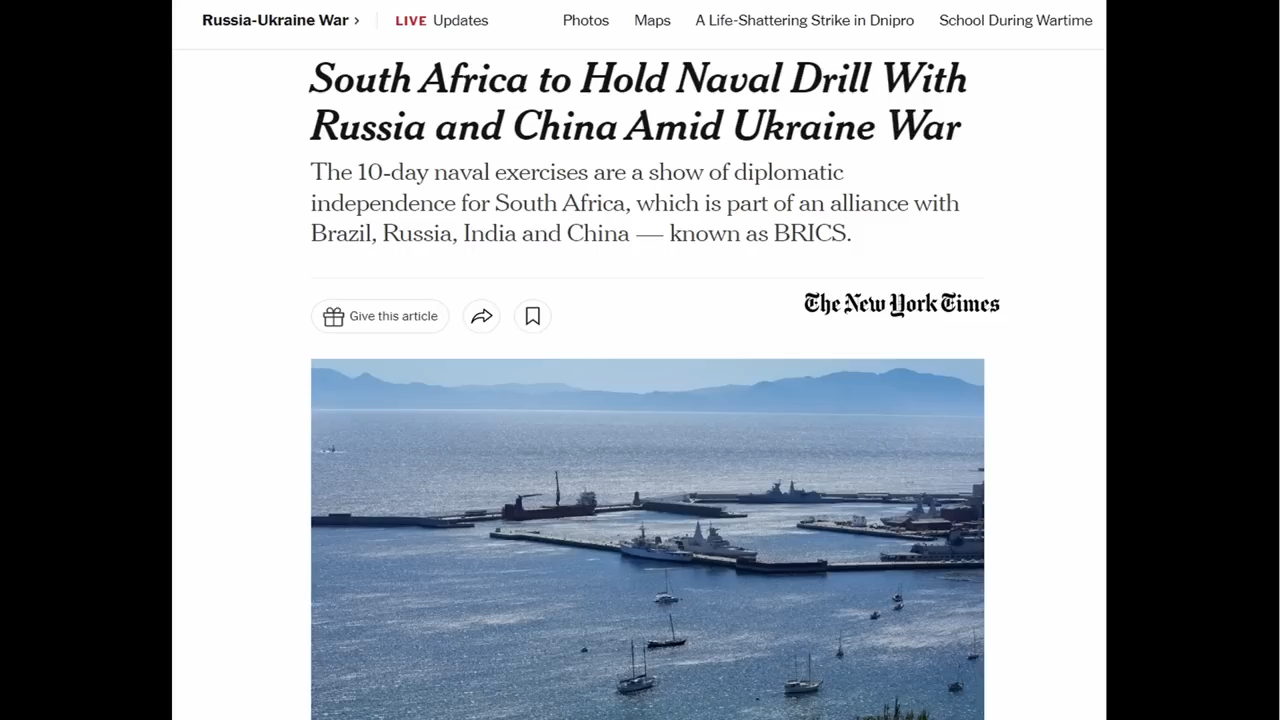 Russia-Ukraine War › LIVE Updates Photos Maps A Life-Shattering Strike in Dnipro School During Wartime
South Africa to Hold Naval Drill With
Russia and China Amid Ukraine War
The 10-day naval exercises are a show of diplomatic
independence for South Africa, which is part of an alliance with
Brazil, Russia, India and China — known as BRICS.
Give this article
The New York Times